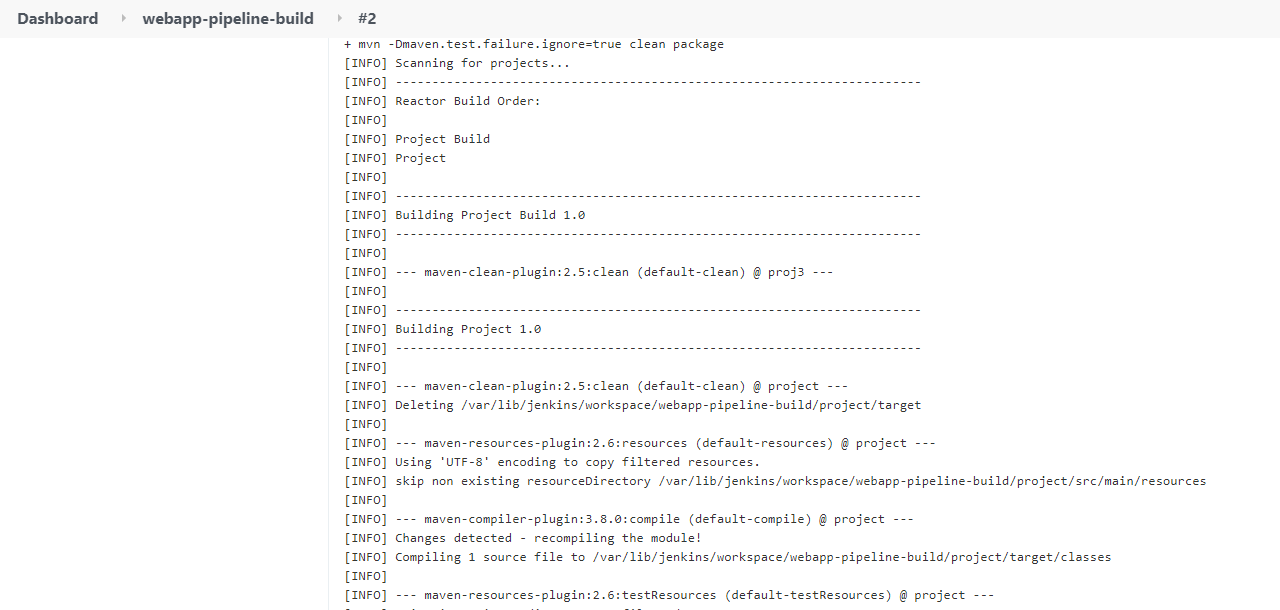 Dashboard > webapp-pipeline-build > #2
+ mvn -Dmaven.test.failure.ignore=true clean package
[INFO] Scanning for projects...
[INFO] ------------------------------------------------------------------------
[INFO] Reactor Build Order:
[INFO]
[INFO] Project Build
[INFO] Project
[INFO]
[INFO] ------------------------------------------------------------------------
[INFO] Building Project Build 1.0
[INFO] ------------------------------------------------------------------------
[INFO]
[INFO] --- maven-clean-plugin:2.5:clean (default-clean) @ proj3 ---
[INFO]
[INFO] ------------------------------------------------------------------------
[INFO] Building Project 1.0
[INFO] ------------------------------------------------------------------------
[INFO]
[INFO] --- maven-clean-plugin:2.5:clean (default-clean) @ project ---
[INFO] Deleting /var/lib/jenkins/workspace/webapp-pipeline-build/project/target
[INFO]
[INFO] --- maven-resources-plugin:2.6:resources (default-resources) @ project ---
[INFO] Using 'UTF-8' encoding to copy filtered resources.
[INFO] skip non existing resourceDirectory /var/lib/jenkins/workspace/webapp-pipeline-build/project/src/main/resources
[INFO]
[INFO] --- maven-compiler-plugin:3.8.0:compile (default-compile) @ project ---
[INFO] Changes detected - recompiling the module!
[INFO] Compiling 1 source file to /var/lib/jenkins/workspace/webapp-pipeline-build/project/target/classes
[INFO]
[INFO] --- maven-resources-plugin:2.6:testResources (default-testResources) @ project ---